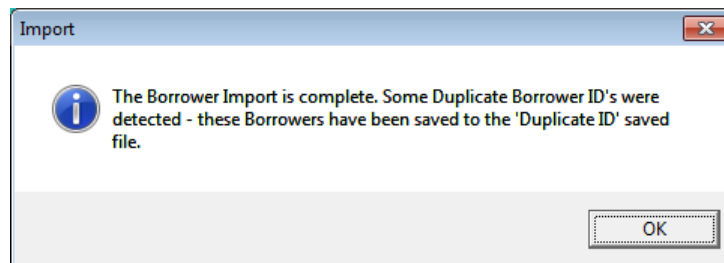 Import
The Borrower Import is complete. Some Duplicate Borrower ID's were
detected - these Borrowers have been saved to the 'Duplicate ID' saved
file.
OK